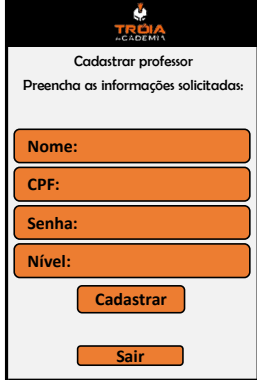 TRÓIA
ACADEMIA
Cadastrar professor
Preencha as informações solicitadas:
Nome:
CPF:
Senha:
Nível:
Cadastrar
Sair